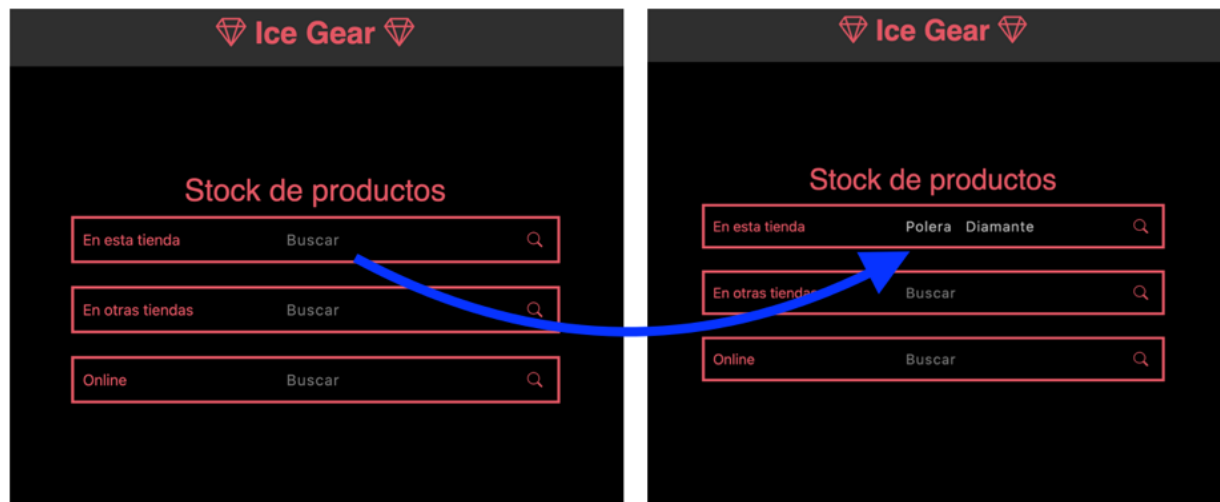 Ice Gear
Stock de productos
En esta tienda Buscar
En otras tiendas Buscar
Online Buscar
Ice Gear
Stock de productos
En esta tienda Polera Diamante
En otras tiendas Buscar
Online Buscar